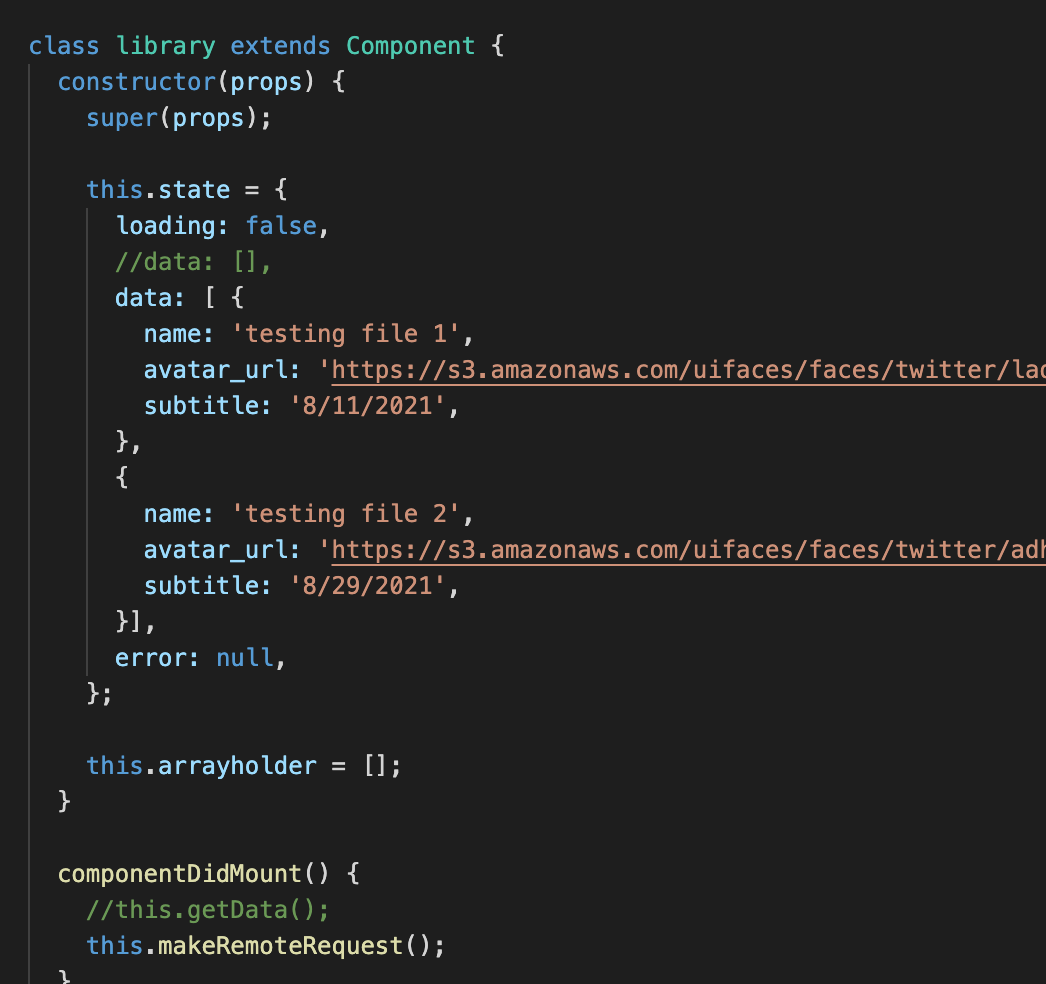 class library extends Component {
constructor(props) {
super(props);
this.state = {
loading: false,
//data: [],
data: [ {
name: 'testing file 1',
avatar_url: 'https://s3.amazonaws.com/uifaces/faces/twitter/lad
subtitle: '8/11/2021',
},
{
name: 'testing file 2',
avatar_url: 'https://s3.amazonaws.com/uifaces/faces/twitter/adh
subtitle: '8/29/2021',
}],
error: null,
};
this.arrayholder = [];
}
componentDidMount() {
//this.getData();
this.makeRemoteRequest();
}